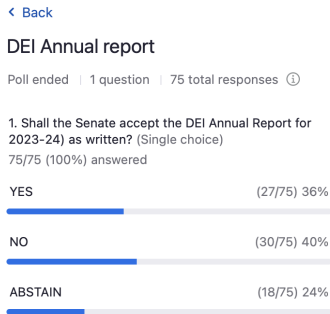 Back
DEI Annual report
Poll ended | 1 question | 75 total responses
1. Shall the Senate accept the DEI Annual Report for
2023-24) as written? (Single choice)
75/75 (100%) answered
YES (27/75) 36%
NO (30/75) 40%
ABSTAIN (18/75) 24%